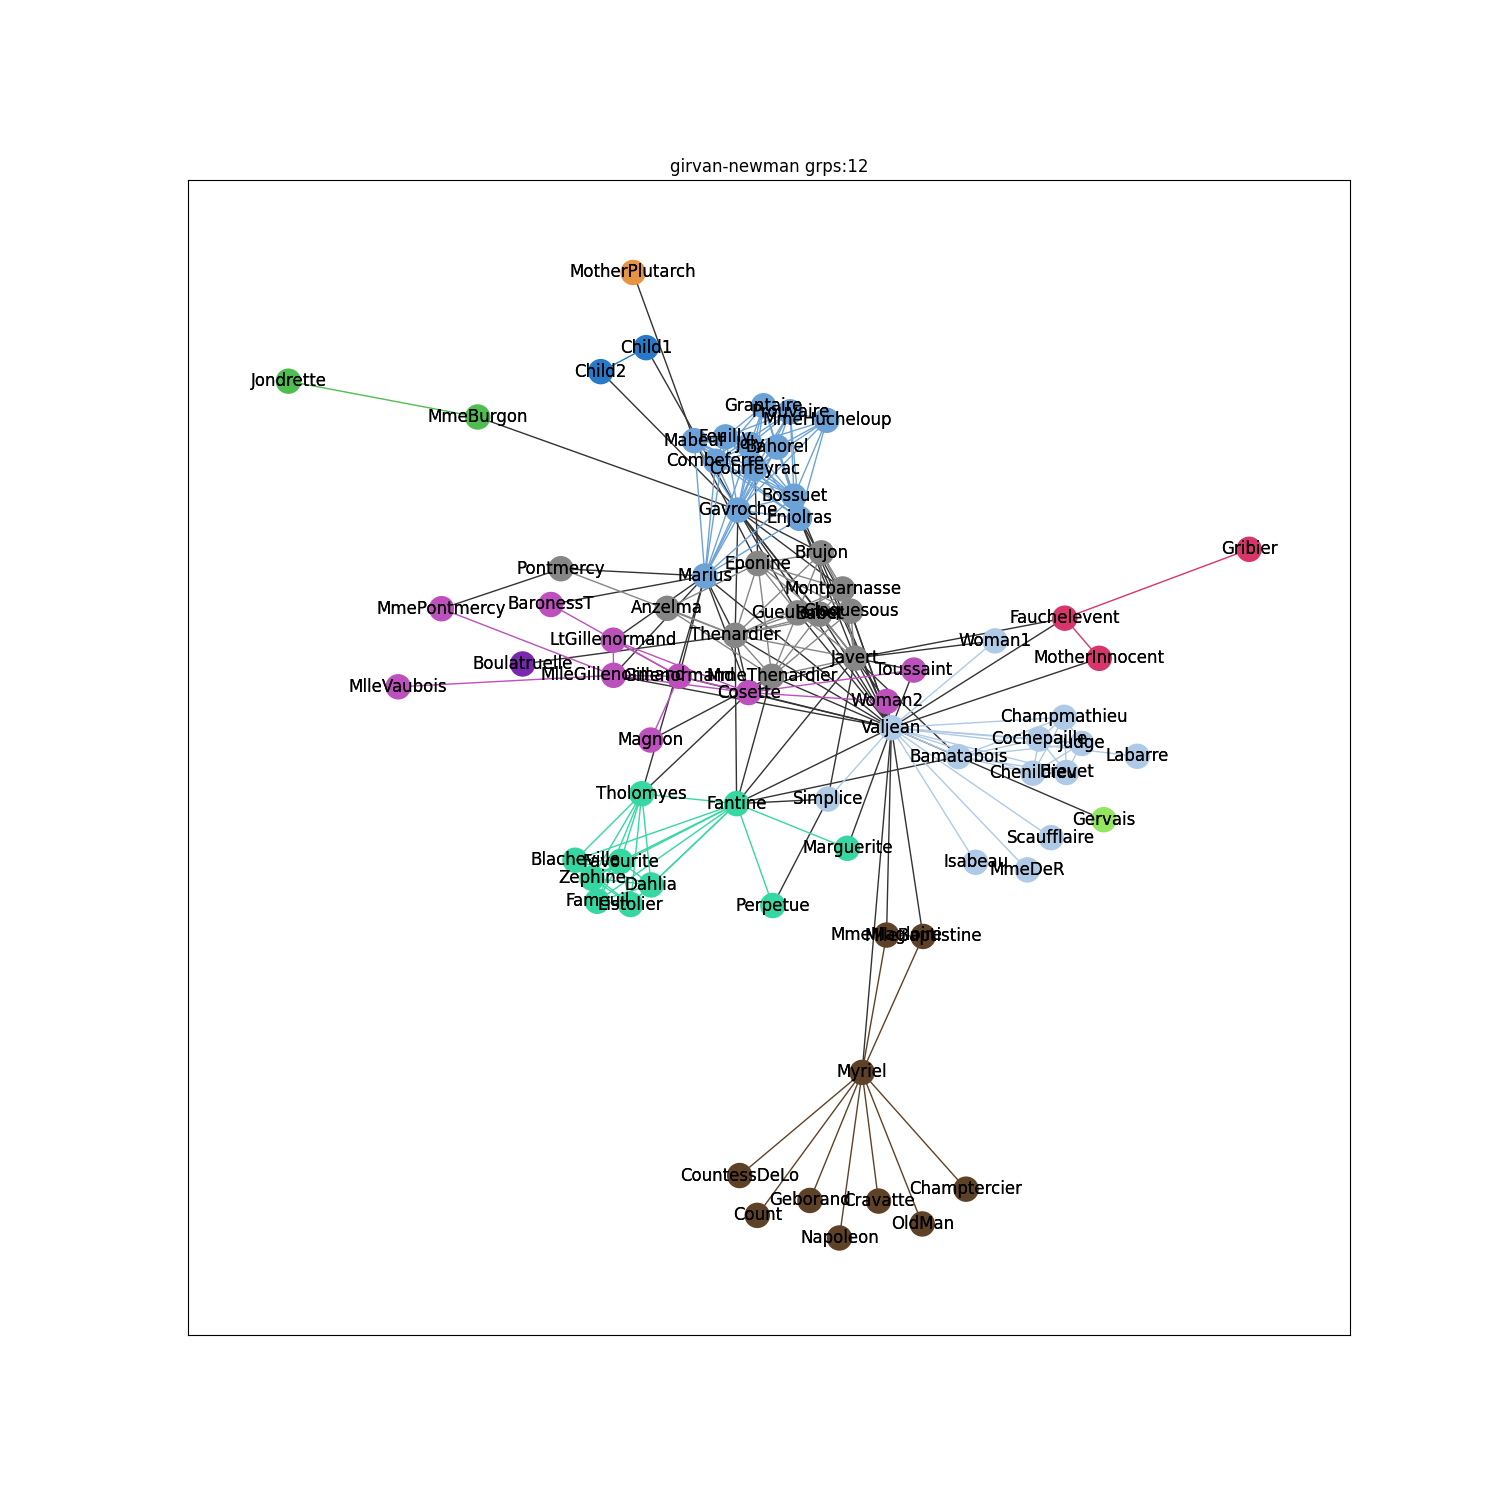 girvan-newman grps:12
MotherPlutarch
Child1
Child2
Jondrette
MmeBurgon
Grantaire
Prouvaire
MmeHucheloup
Feuilly
Mabeuf
Joly
Bahorel
Combeferre
Courfeyrac
Bossuet
Gavroche
Enjolras
Gribier
Brujon
Eponine
Pontmercy
Marius
Montparnasse
BaronessT
MmePontmercy
Anzelma
Gueulemer
Babet
Claquesous
Fauchelevent
Thenardier
LtGillenormand
Woman1
Javert
MotherInnocent
Boulatruelle
Toussaint
MlleGillenormand
Gillenormand
MmeThenardier
MlleVaubois
Cosette
Woman2
Champmathieu
Valjean
Magnon
Cochepaille
Judge
Bamatabois
Labarre
Chenildieu
Brevet
Tholomyes
Fantine
Simplice
Gervais
Scaufflaire
Marguerite
Blacheville
Favourite
Isabeau
MmeDeR
Zephine
Dahlia
Fameuil
Listolier
Perpetue
MmeMagloire
MlleBaptistine
Myriel
CountessDeLo
Champtercier
Geborand
Cravatte
Count
OldMan
Napoleon